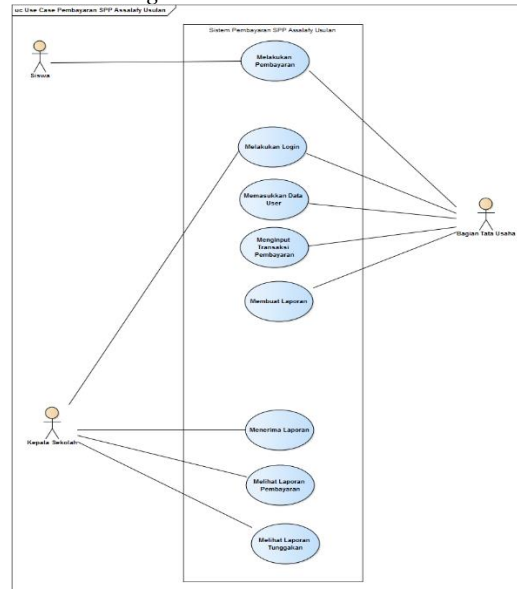 uc Use Case Pembayaran SPP Assalafy Usulan
Sistem Pembayaran SPP Assalafy Usulan
Siswa
Melakukan
Pembayaran
Melakukan Login
Memasukkan Data
User
Bagian Tata Usaha
Menginput
Transaksi
Pembayaran
Membuat Laporan
Kepala Sekolah
Menerima Laporan
Melihat Laporan
Pembayaran
Melihat Laporan
Tunggakan